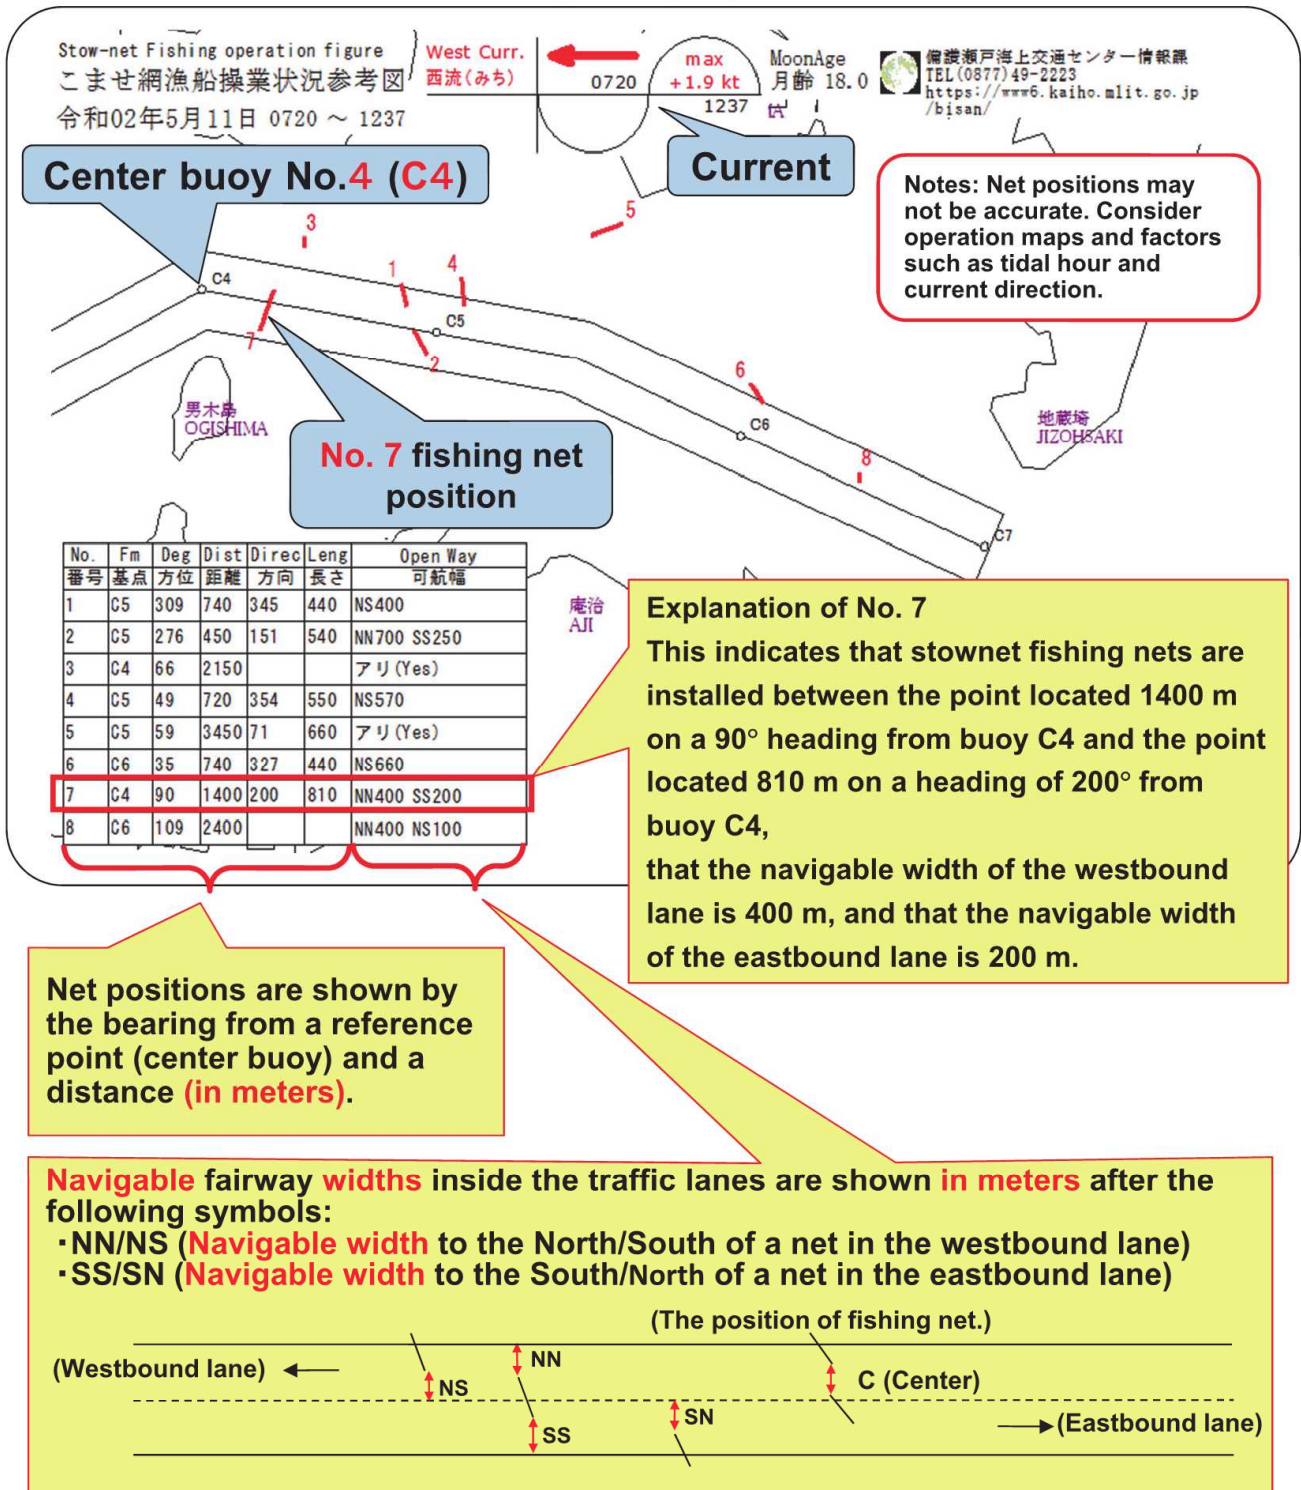 Stow-net Fishing operation figure
こませ網漁船操業状況参考図
令和02年5月11日 0720 ～ 1237
West Curr.
西流(みち)
0720
max
+1.9 kt
1237
MoonAge
月齢 18.0
備讃瀬戸海上交通センター情報課
TEL(0877)49-2223
https://www6.kaiho.mlit.go.jp
/bisan/
Center buoy No.4 (C4)
Current
Notes: Net positions may
not be accurate. Consider
operation maps and factors
such as tidal hour and
current direction.
3
5
1
4
C4
C5
7
2
6
C6
8
C7
男木島
OGISHIMA
地蔵埼
JIZOHSAKI
No. 7 fishing net
position
庵治
AJI
No. Fm Deg Dist Direc Leng Open Way
番号 基点 方位 距離 方向 長さ 可航幅
1 C5 309 740 345 440 NS400
2 C5 276 450 151 540 NN700 SS250
3 C4 66 2150 アリ(Yes)
4 C5 49 720 354 550 NS570
5 C5 59 3450 71 660 アリ(Yes)
6 C6 35 740 327 440 NS660
7 C4 90 1400 200 810 NN400 SS200
8 C6 109 2400 NN400 NS100
Explanation of No. 7
This indicates that stownet fishing nets are
installed between the point located 1400 m
on a 90° heading from buoy C4 and the point
located 810 m on a heading of 200° from
buoy C4,
that the navigable width of the westbound
lane is 400 m, and that the navigable width
of the eastbound lane is 200 m.
Net positions are shown by
the bearing from a reference
point (center buoy) and a
distance (in meters).
Navigable fairway widths inside the traffic lanes are shown in meters after the
following symbols:
・NN/NS (Navigable width to the North/South of a net in the westbound lane)
・SS/SN (Navigable width to the South/North of a net in the eastbound lane)
(The position of fishing net.)
(Westbound lane)
NN
NS
C (Center)
SN
SS
(Eastbound lane)